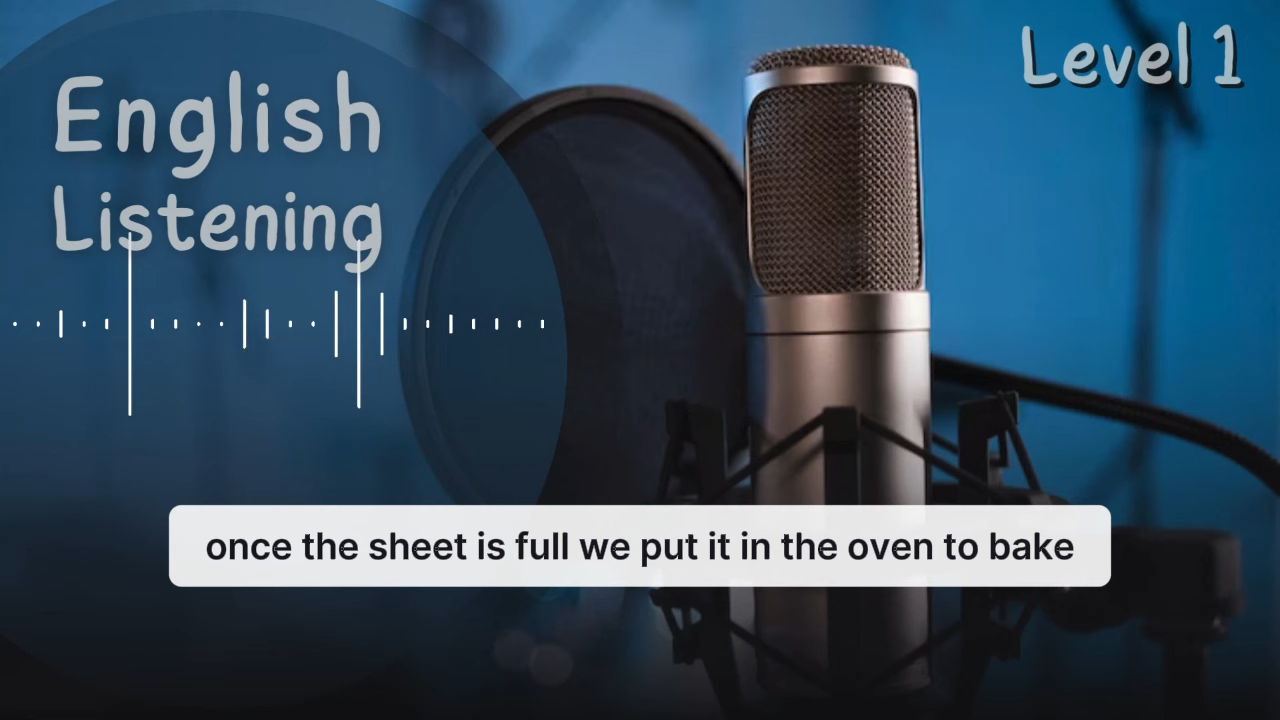 English
Listening
Level 1
once the sheet is full we put it in the oven to bake